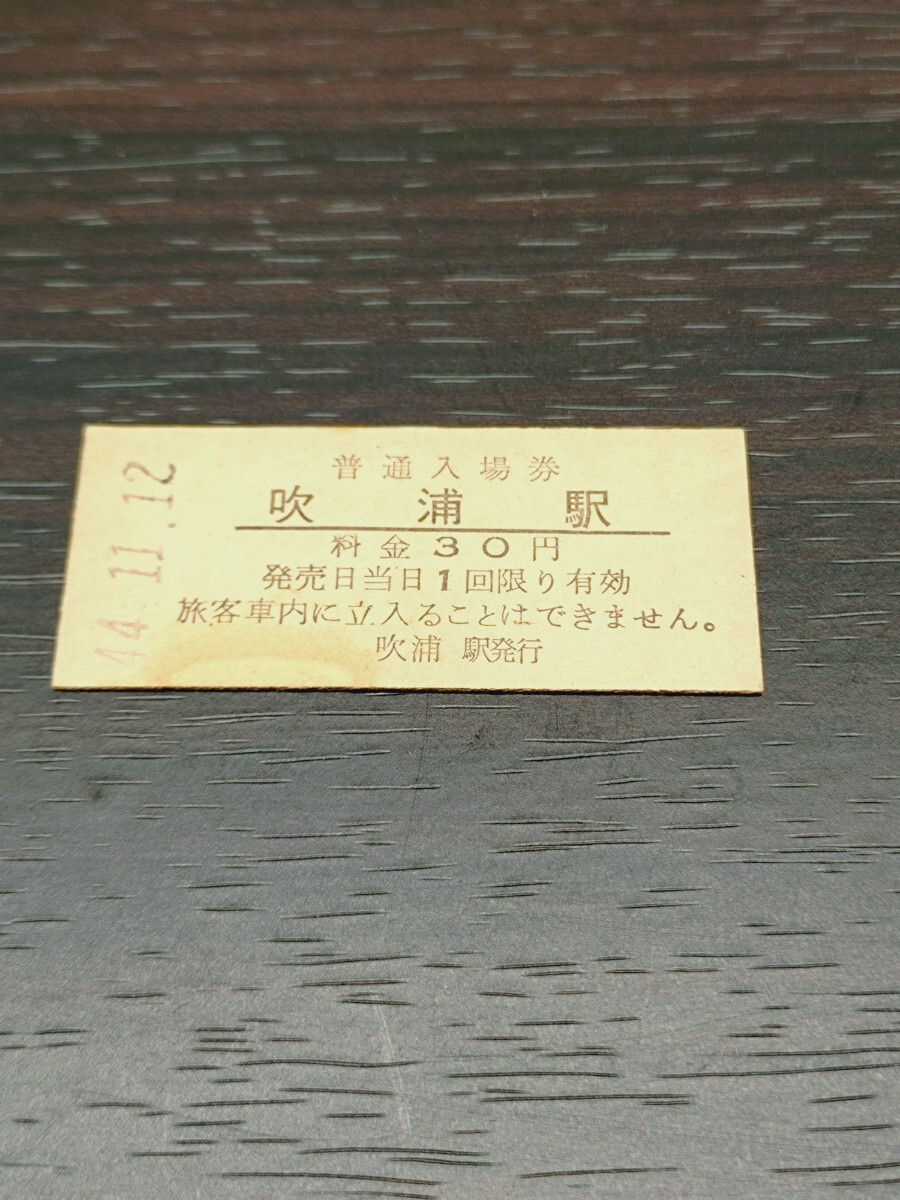 普通入場券
吹浦駅
料金30円
発売日当日1回限り有効
旅客車内に立入ることはできません。
吹浦 駅発行
44.11.12